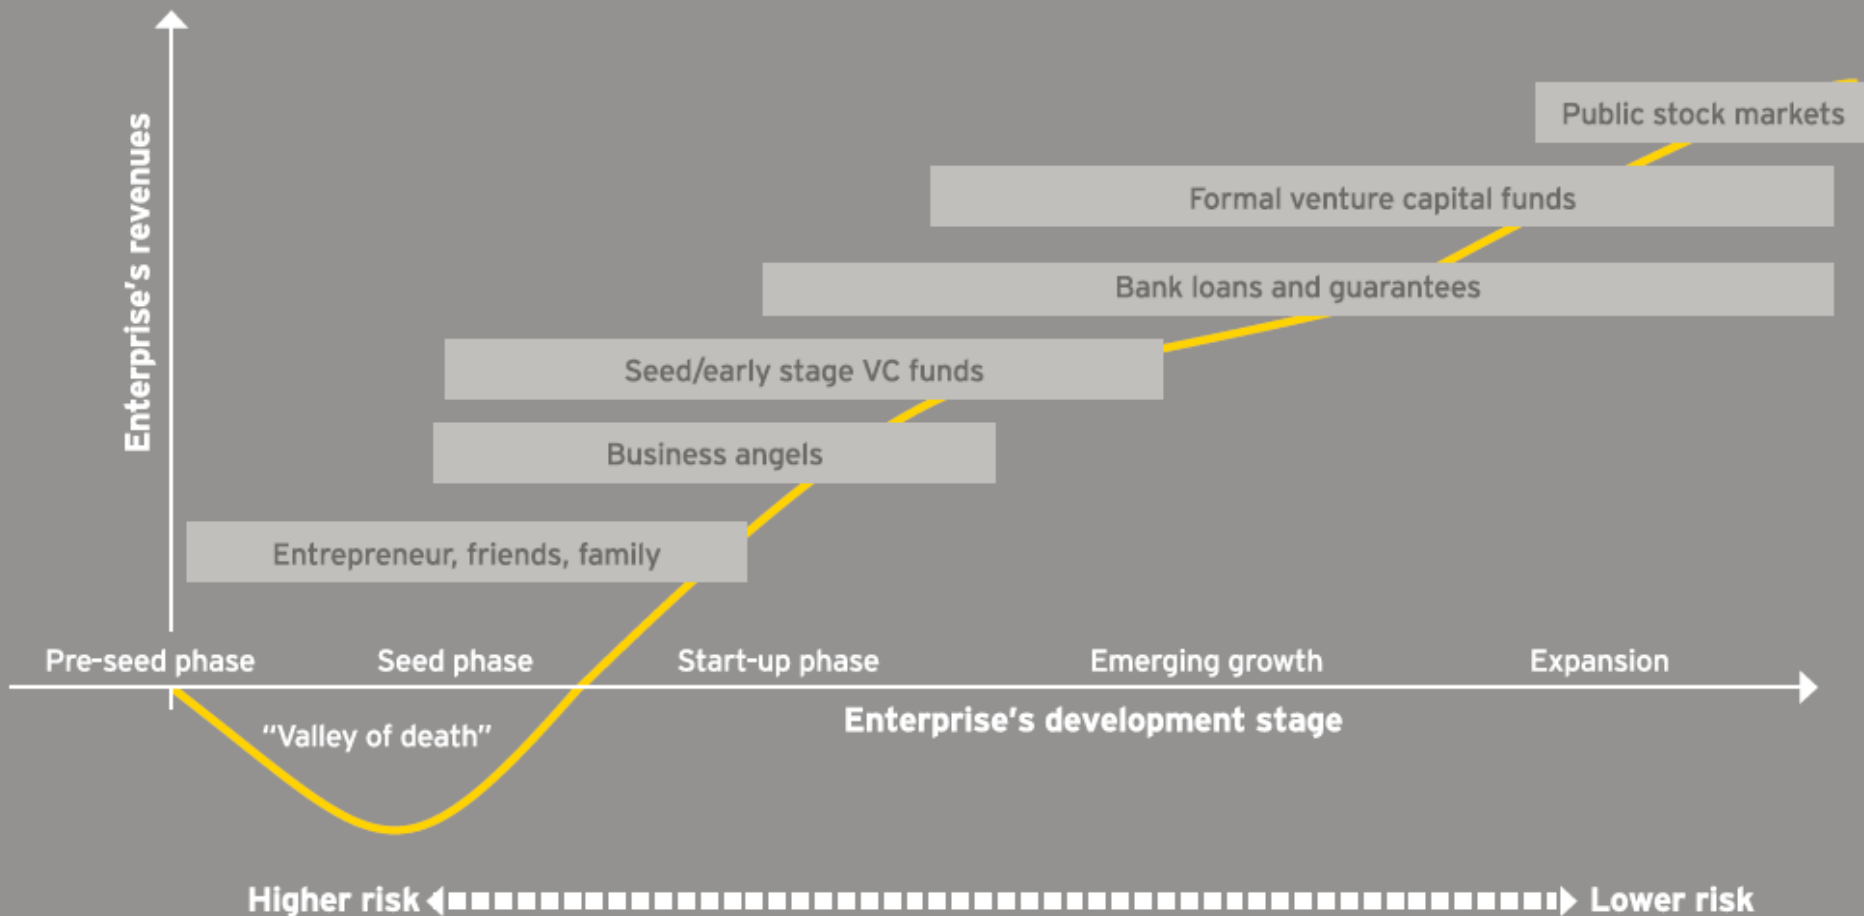 Enterprise's revenues
Public stock markets
Formal venture capital funds
Bank loans and guarantees
Seed/early stage VC funds
Business angels
Entrepreneur, friends, family
Pre-seed phase
Seed phase
Start-up phase
Emerging growth
Expansion
Enterprise's development stage
"Valley of death"
Higher risk
Lower risk